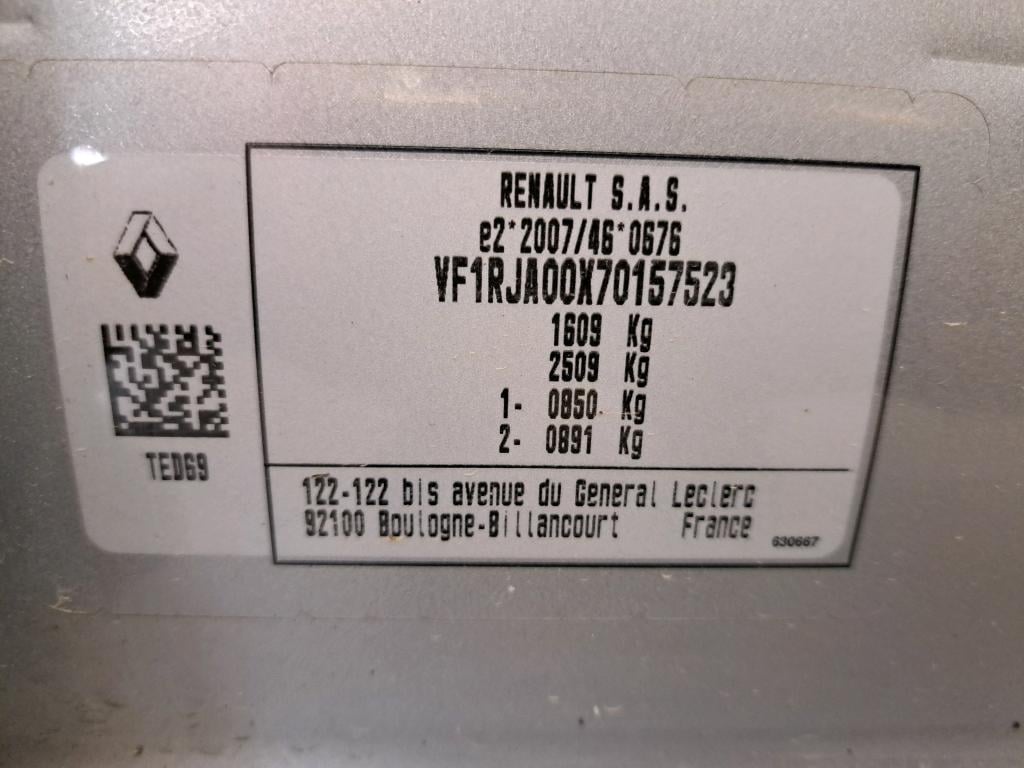 RENAULT S.A.S.
e2*2007/46*0676
VF1RJA00X70157523
1609 Kg
2509 Kg
1- 0850 Kg
2- 0891 Kg
TED69
122-122 bis avenue du General Leclerc
92100 Boulogne-Billancourt France
630667